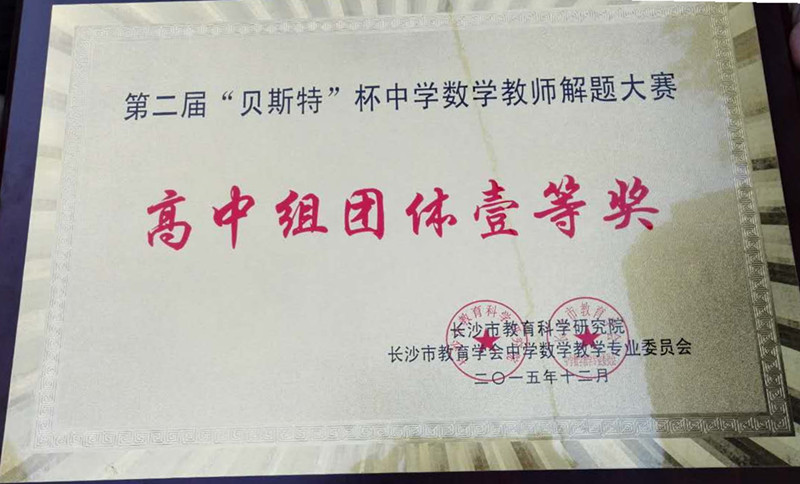 第二届“贝斯特”杯中学数学教师解题大赛
高中组团体壹等奖
长沙市教育科学研究院
长沙市教育学会中学数学教学专业委员会
二〇一五年十二月